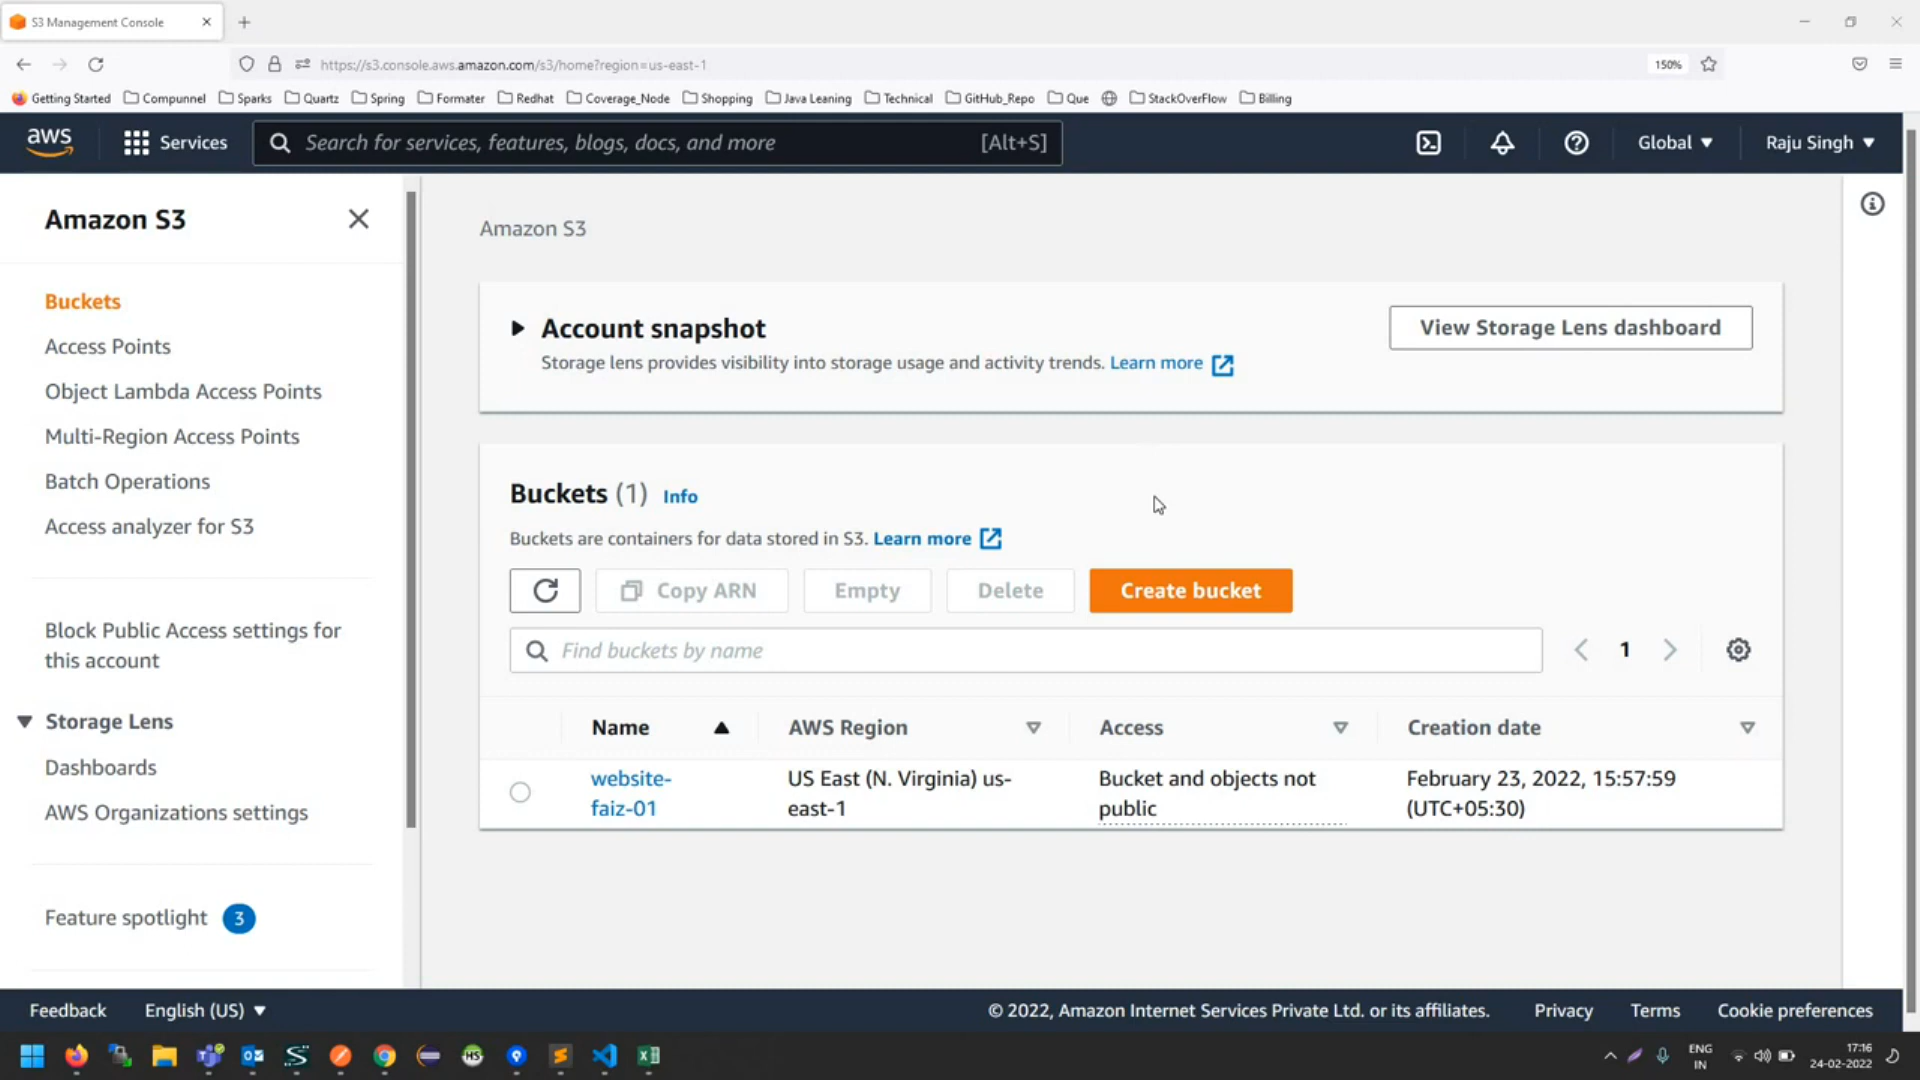 S3 Management Console
https://s3.console.aws.amazon.com/s3/home?region=us-east-1
150%
Getting Started Compunnel Sparks Quartz Spring Formater Redhat Coverage_Node Shopping Java Leaning Technical GitHub_Repo Que StackOverFlow Billing
aws Services Search for services, features, blogs, docs, and more [Alt+S] Global Raju Singh
Amazon S3
Buckets
Access Points
Object Lambda Access Points
Multi-Region Access Points
Batch Operations
Access analyzer for S3
Block Public Access settings for
this account
Storage Lens
Dashboards
AWS Organizations settings
Feature spotlight 3
Amazon S3
Account snapshot
View Storage Lens dashboard
Storage lens provides visibility into storage usage and activity trends. Learn more
Buckets (1) Info
Buckets are containers for data stored in S3. Learn more
Copy ARN Empty Delete Create bucket
Find buckets by name
1
Name AWS Region Access Creation date
website-
faiz-01
US East (N. Virginia) us-
east-1
Bucket and objects not
public
February 23, 2022, 15:57:59
(UTC+05:30)
Feedback English (US) © 2022, Amazon Internet Services Private Ltd. or its affiliates. Privacy Terms Cookie preferences
HS
ENG
IN
17:16
24-02-2022